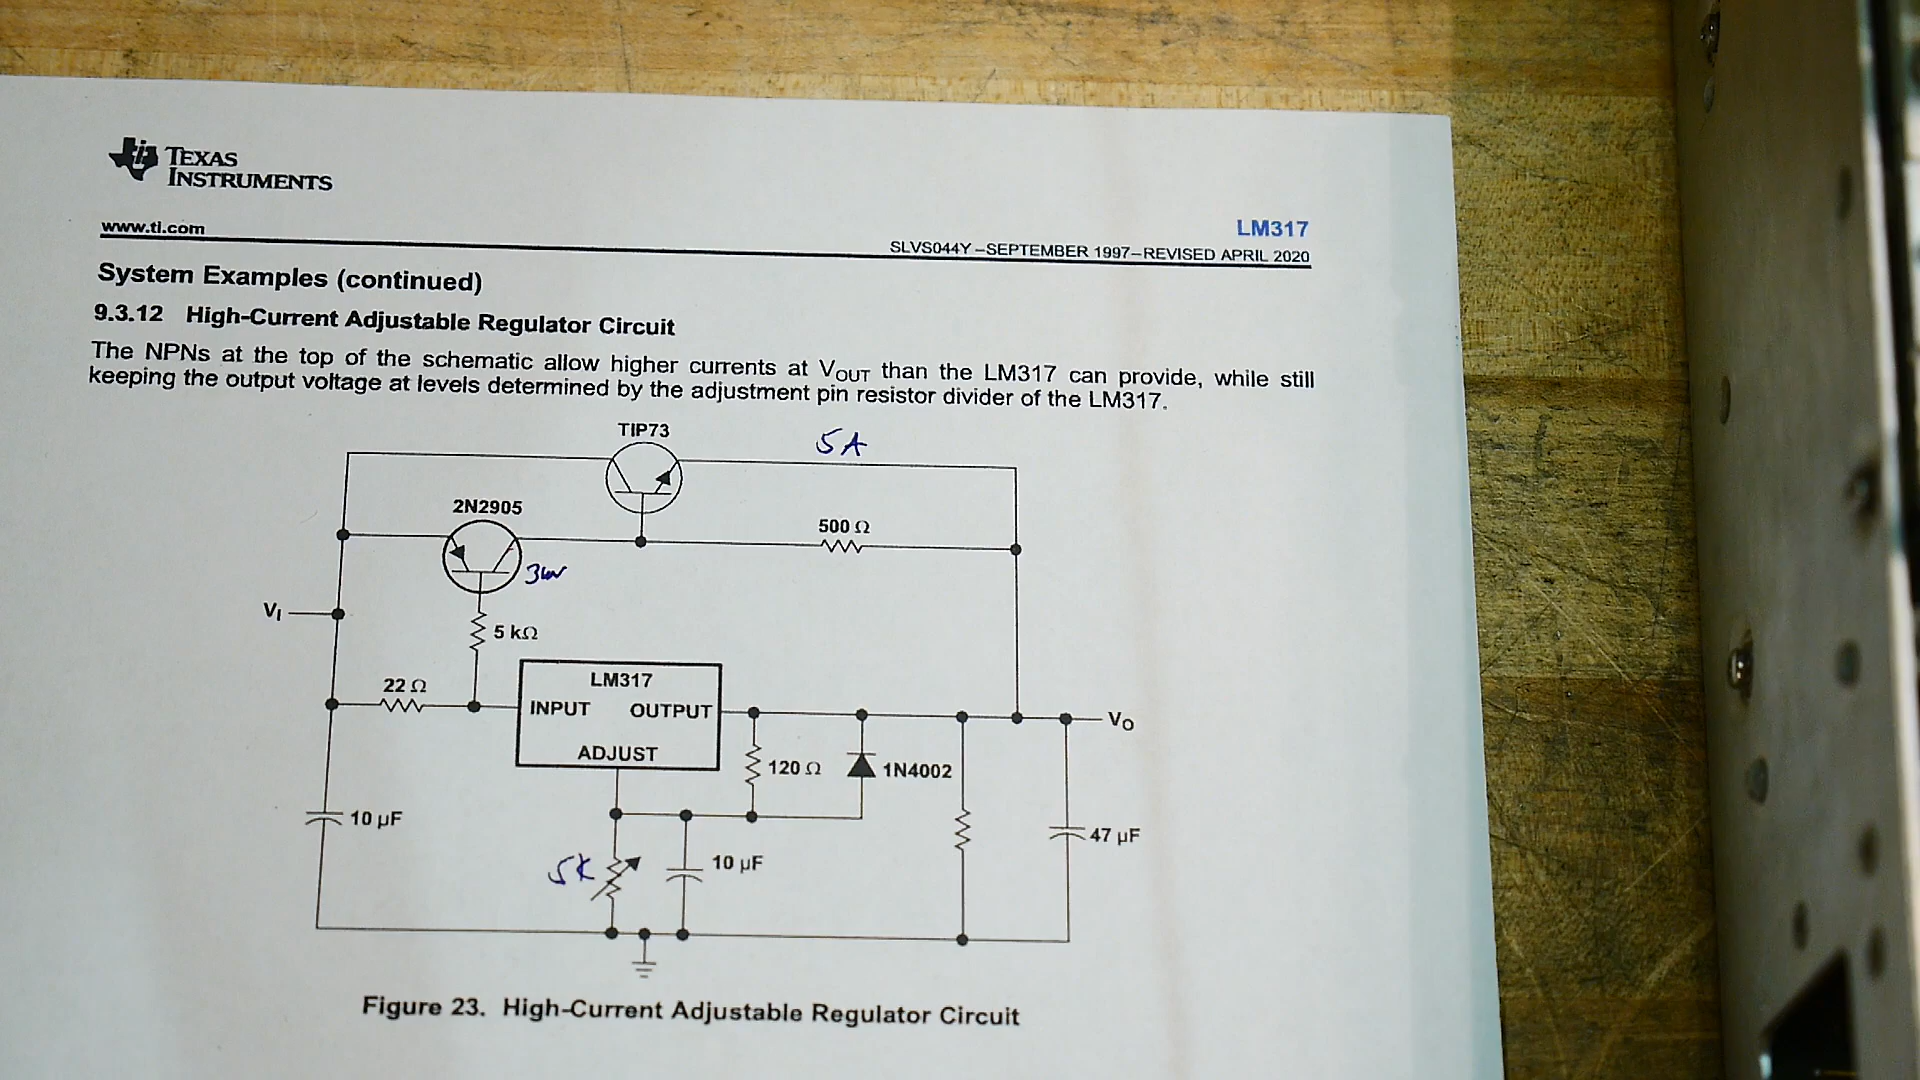 TEXAS
INSTRUMENTS
www.ti.com
LM317
SLVS044Y – SEPTEMBER 1997 – REVISED APRIL 2020
System Examples (continued)
9.3.12 High-Current Adjustable Regulator Circuit
The NPNs at the top of the schematic allow higher currents at VOUT than the LM317 can provide, while still
keeping the output voltage at levels determined by the adjustment pin resistor divider of the LM317.
TIP73
5A
2N2905
500 Ω
3W
VI
5 kΩ
22 Ω
LM317
INPUT OUTPUT
ADJUST
VO
120 Ω
1N4002
10 µF
47 µF
5K
10 µF
Figure 23. High-Current Adjustable Regulator Circuit